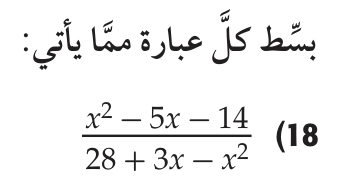 بسِّط كلَّ عبارة ممَّا يأتي:
18) \frac{x^2 - 5x - 14}{28 + 3x - x^2}